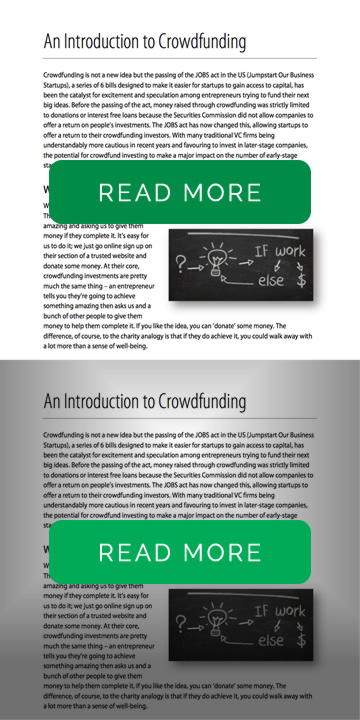 An Introduction to Crowdfunding
Crowdfunding is not a new idea but the passing of the JOBS act in the US (Jumpstart Our Business
Startups), a series of 6 bills designed to make it easier for startups to gain access to capital, has
been the catalyst for excitement and speculation among entrepreneurs trying to fund their next
big ideas. Before the passing of the act, money raised through crowdfunding was strictly limited
to donations or interest free loans because the Securities Commission did not allow companies to
offer a return on people's investments. The JOBS act has now changed this, allowing startups to
offer a return to their crowdfunding investors. With many traditional VC firms being
understandably more cautious in recent years and favouring to invest in later-stage companies,
the potential for crowdfund investing to make a major impact on the number of early-stage
READ MORE
amazing and asking us to give them
money if they complete it. It's easy for
us to do it; we just go online sign up on
their section of a trusted website and
donate some money. At their core,
crowdfunding investments are pretty
much the same thing – an entrepreneur
tells you they're going to achieve
something amazing then asks us and a
bunch of other people to give them
? IF work
else $
money to help them complete it. If you like the idea, you can 'donate' some money. The
difference, of course, to the charity analogy is that if they do achieve it, you could walk away with
a lot more than a sense of well-being.
An Introduction to Crowdfunding
Crowdfunding is not a new idea but the passing of the JOBS act in the US (Jumpstart Our Business
Startups), a series of 6 bills designed to make it easier for startups to gain access to capital, has
been the catalyst for excitement and speculation among entrepreneurs trying to fund their next
big ideas. Before the passing of the act, money raised through crowdfunding was strictly limited
to donations or interest free loans because the Securities Commission did not allow companies to
offer a return on people's investments. The JOBS act has now changed this, allowing startups to
offer a return to their crowdfunding investors. With many traditional VC firms being
understandably more cautious in recent years and favouring to invest in later-stage companies,
the potential for crowdfund investing to make a major impact on the number of early-stage
READ MORE
amazing and asking us to give them
money if they complete it. It's easy for
us to do it; we just go online sign up on
their section of a trusted website and
donate some money. At their core,
crowdfunding investments are pretty
much the same thing – an entrepreneur
tells you they're going to achieve
something amazing then asks us and a
bunch of other people to give them
? IF work
else $
money to help them complete it. If you like the idea, you can 'donate' some money. The
difference, of course, to the charity analogy is that if they do achieve it, you could walk away with
a lot more than a sense of well-being.